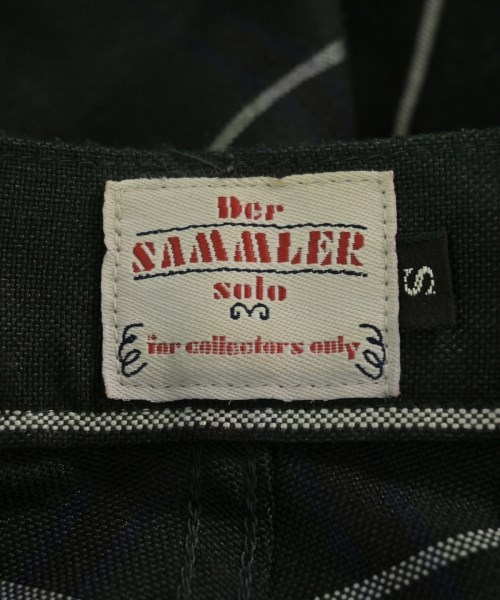 Der
SAMMLER
solo
for collectors only
S